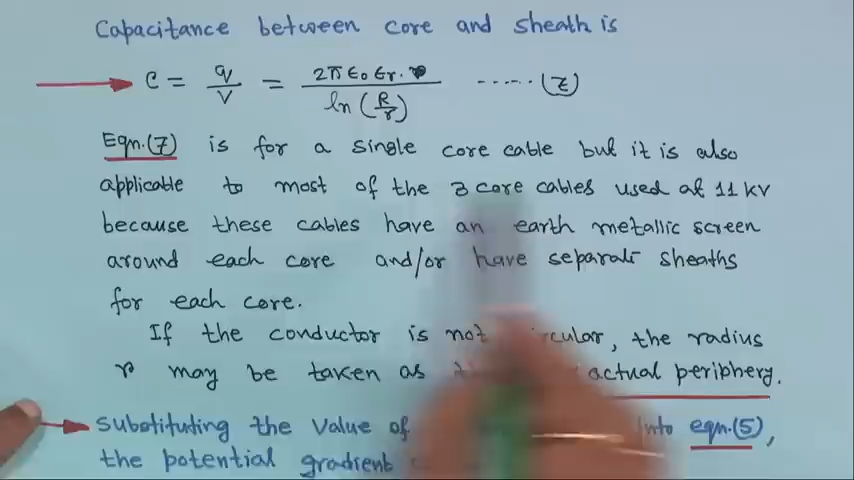 Capacitance between core and sheath is
C = q/V = 2π ε0 εr. / ln (R/r) ...... (7)
Eqn.(7) is for a single core cable but it is also
applicable to most of the 3 core cables used at 11 KV
because these cables have an earth metallic screen
around each core and/or have separate sheaths
for each core.
If the conductor is not circular, the radius
r may be taken as actual periphery.
Substituting the value of into eqn.(5),
the potential gradient